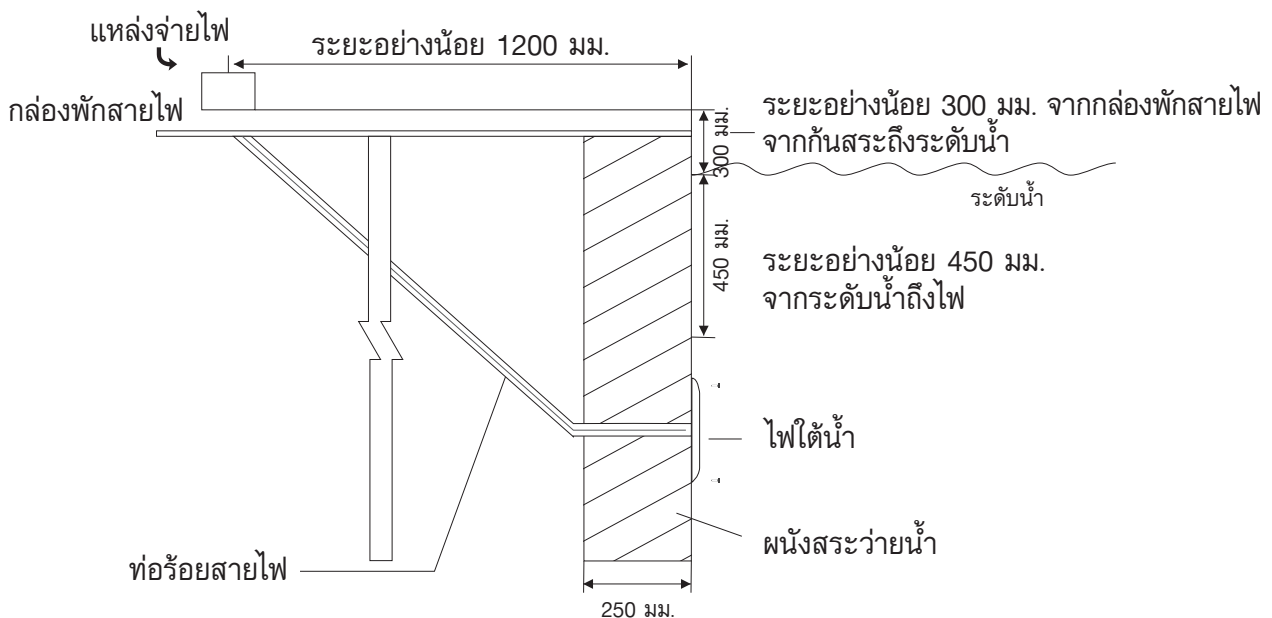 แหล่งจ่ายไฟ
ระยะอย่างน้อย 1200 มม.
กล่องพักสายไฟ
300 มม.
ระยะอย่างน้อย 300 มม. จากกล่องพักสายไฟ
จากก้นสระถึงระดับน้ำ
ระดับน้ำ
450 มม.
ระยะอย่างน้อย 450 มม.
จากระดับน้ำถึงไฟ
ไฟใต้น้ำ
ผนังสระว่ายน้ำ
ท่อร้อยสายไฟ
250 มม.